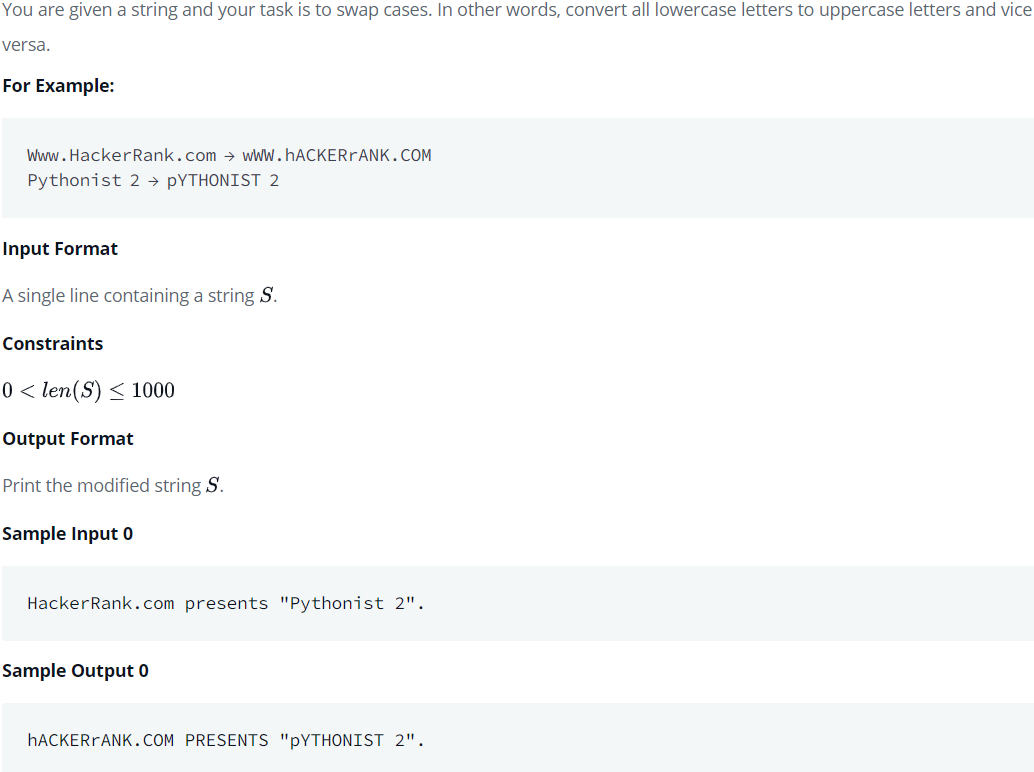 You are given a string and your task is to swap cases. In other words, convert all lowercase letters to uppercase letters and vice
versa.
For Example:
Www.HackerRank.com → wWW.hACKERrANK.COM
Pythonist 2 → pYTHONIST 2
Input Format
A single line containing a string S.
Constraints
0 < len(S) ≤ 1000
Output Format
Print the modified string S.
Sample Input 0
HackerRank.com presents "Pythonist 2".
Sample Output 0
hACKERrANK.COM PRESENTS "pYTHONIST 2".